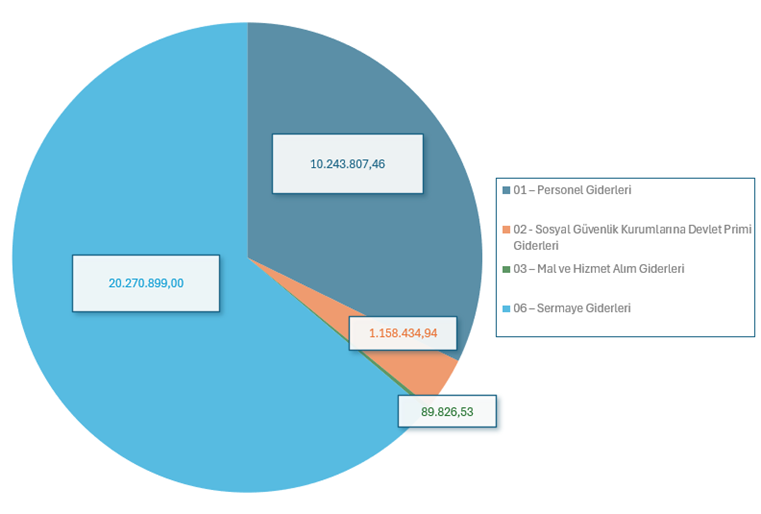 10.243.807,46
01 – Personel Giderleri
02 - Sosyal Güvenlik Kurumlarına Devlet Primi
Giderleri
03 – Mal ve Hizmet Alım Giderleri
20.270.899,00
06 – Sermaye Giderleri
1.158.434,94
89.826,53